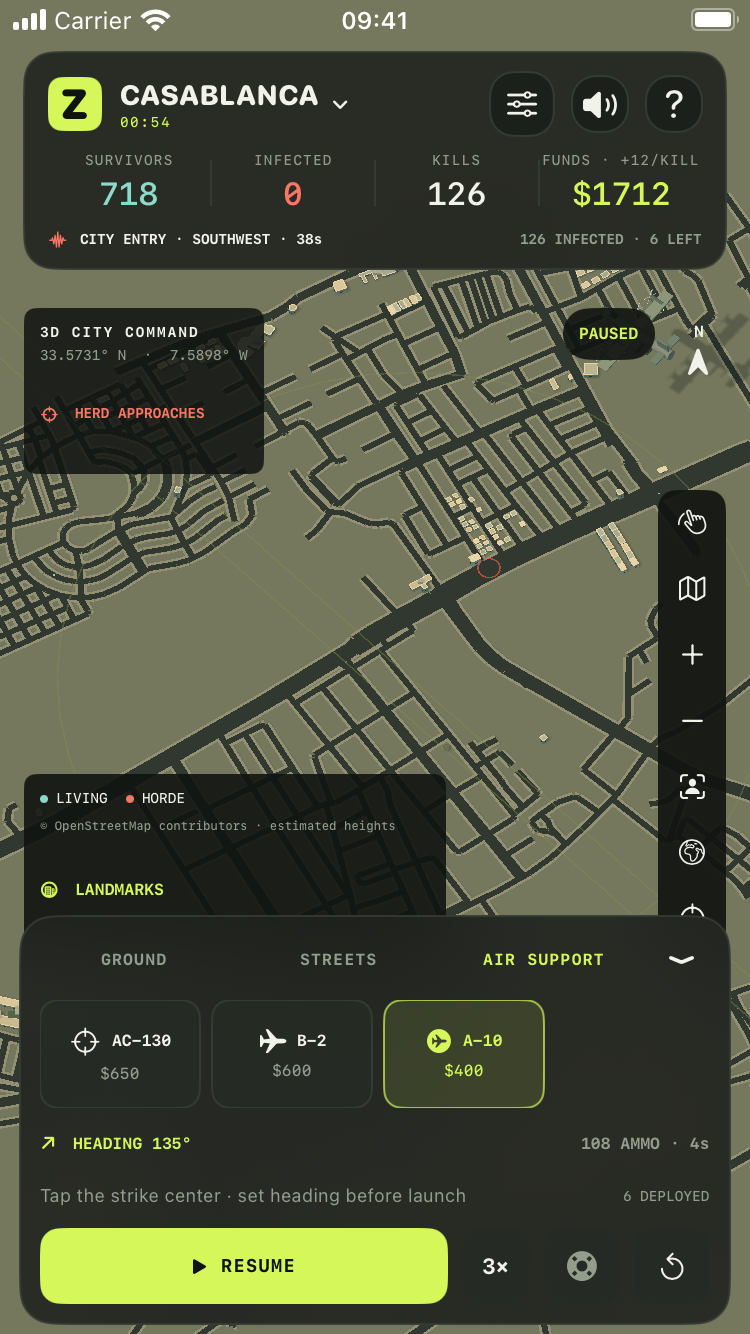 Carrier 09:41
Z CASABLANCA
00:54
?
SURVIVORS INFECTED KILLS FUNDS · +12/KILL
718 0 126 $1712
CITY ENTRY · SOUTHWEST · 38s 126 INFECTED · 6 LEFT
3D CITY COMMAND
33.5731° N · 7.5898° W
HERD APPROACHES
PAUSED
N
LIVING HORDE
© OpenStreetMap contributors · estimated heights
LANDMARKS
GROUND STREETS AIR SUPPORT
AC-130 B-2 A-10
$650 $600 $400
HEADING 135° 108 AMMO · 4s
Tap the strike center · set heading before launch 6 DEPLOYED
RESUME 3×